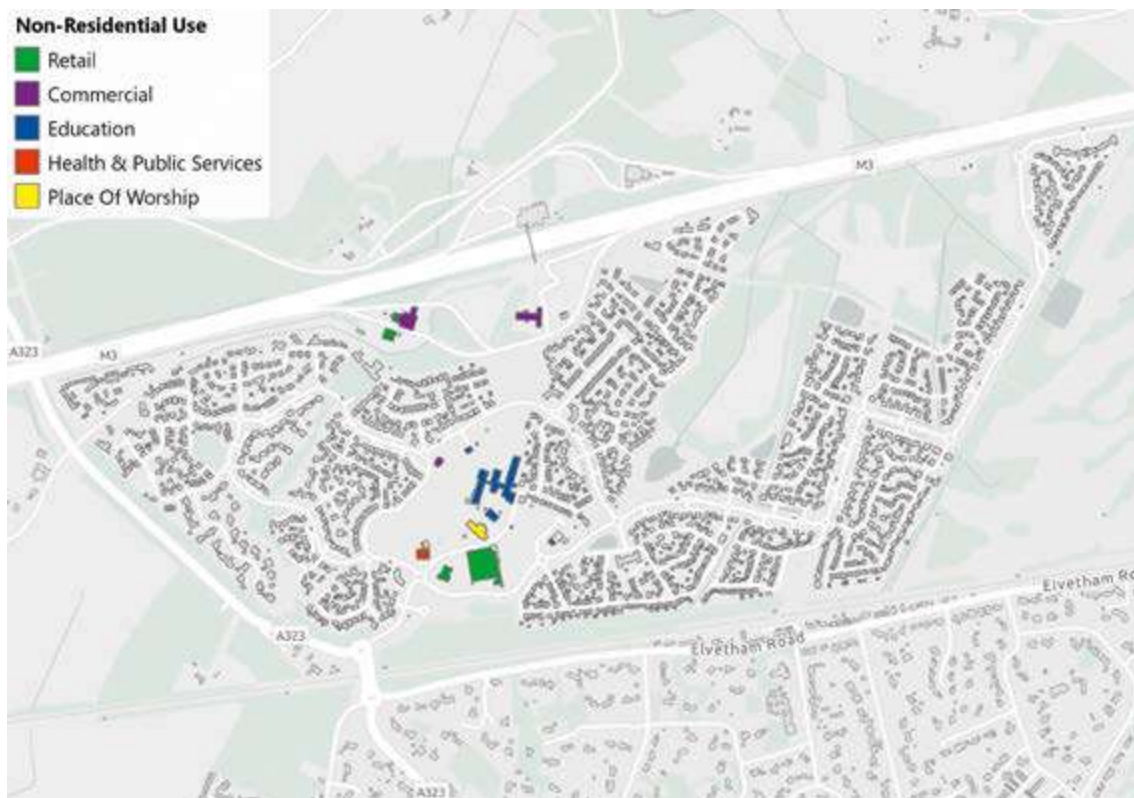 Non-Residential Use
Retail
Commercial
Education
Health & Public Services
Place Of Worship
M3
A323
M3
Elvetham Ro
A323
Elvetham Road
A323